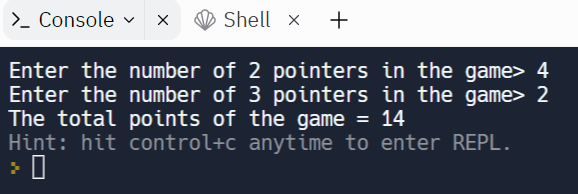 >_ Console × Shell × +
Enter the number of 2 pointers in the game> 4
Enter the number of 3 pointers in the game> 2
The total points of the game = 14
Hint: hit control+c anytime to enter REPL.
>